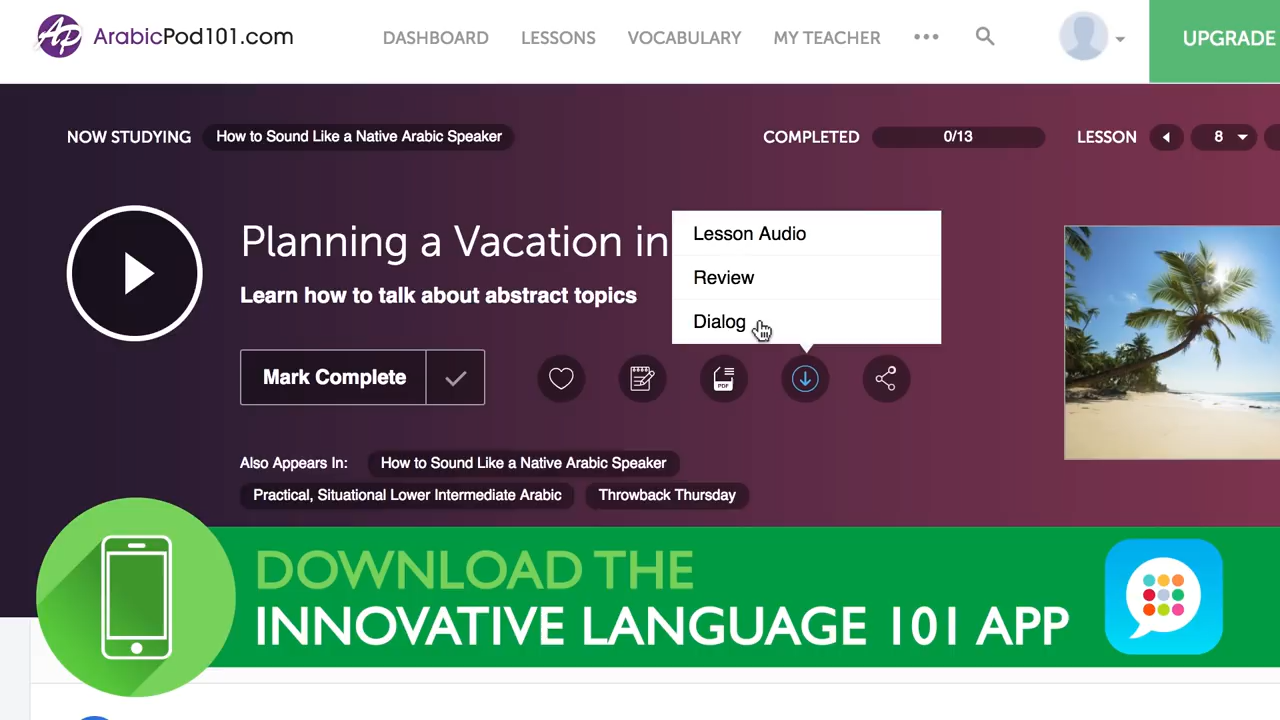 ArabicPod101.com
DASHBOARD LESSONS VOCABULARY MY TEACHER ••• UPGRADE
NOW STUDYING How to Sound Like a Native Arabic Speaker COMPLETED 0/13 LESSON 8
Planning a Vacation in
Learn how to talk about abstract topics
Lesson Audio
Review
Dialog
Mark Complete
PDF
Also Appears In: How to Sound Like a Native Arabic Speaker
Practical, Situational Lower Intermediate Arabic Throwback Thursday
DOWNLOAD THE
INNOVATIVE LANGUAGE 101 APP